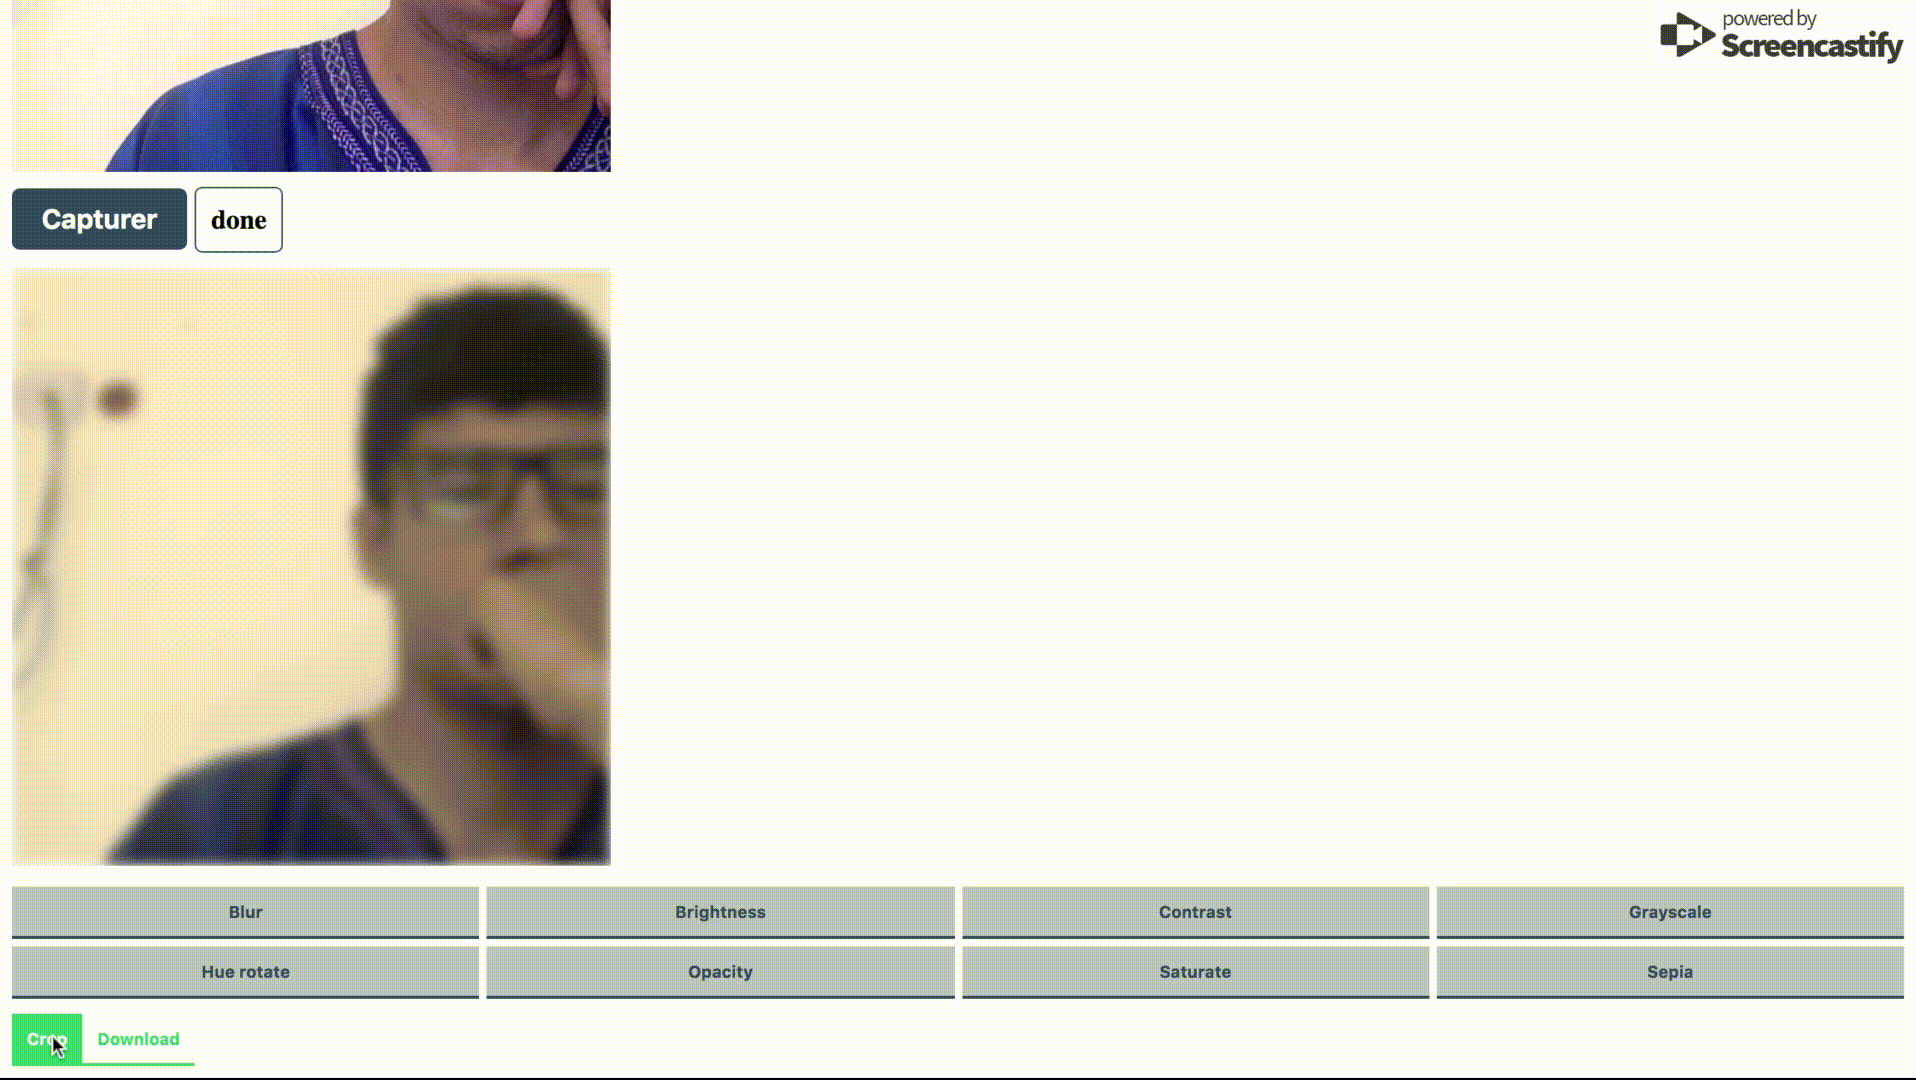 powered by
Screencastify
Capturer
done
Blur
Brightness
Contrast
Grayscale
Hue rotate
Opacity
Saturate
Sepia
Crop
Download